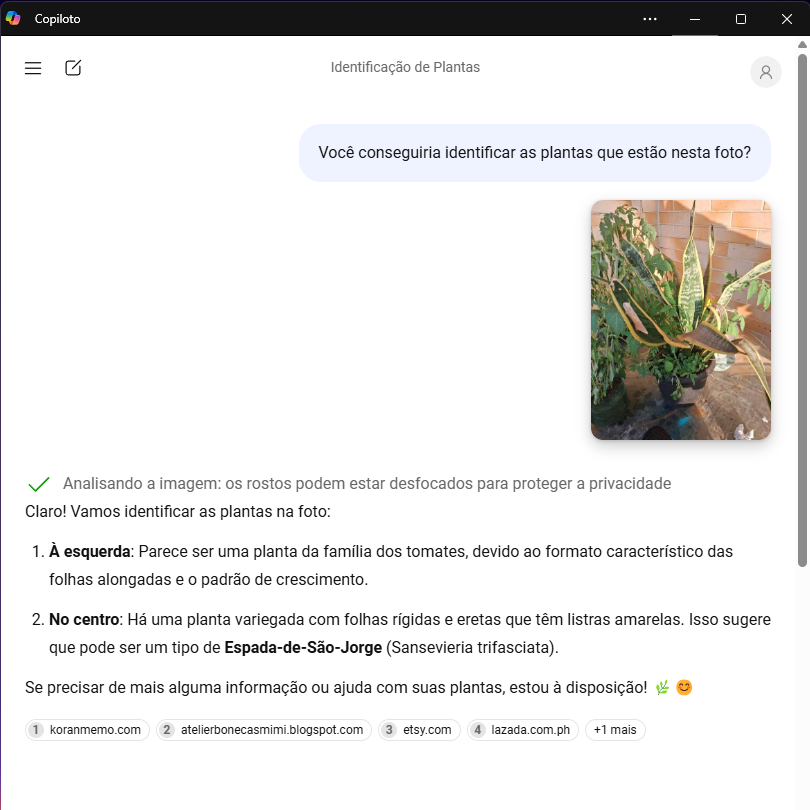 Copiloto
Identificação de Plantas
Você conseguiria identificar as plantas que estão nesta foto?
Analisando a imagem: os rostos podem estar desfocados para proteger a privacidade
Claro! Vamos identificar as plantas na foto:
1. À esquerda: Parece ser uma planta da família dos tomates, devido ao formato característico das
folhas alongadas e o padrão de crescimento.
2. No centro: Há uma planta variegada com folhas rígidas e eretas que têm listras amarelas. Isso sugere
que pode ser um tipo de Espada-de-São-Jorge (Sansevieria trifasciata).
Se precisar de mais alguma informação ou ajuda com suas plantas, estou à disposição! 🌿 😊
1 koranmemo.com 2 atelierbonecasmimi.blogspot.com 3 etsy.com 4 lazada.com.ph +1 mais